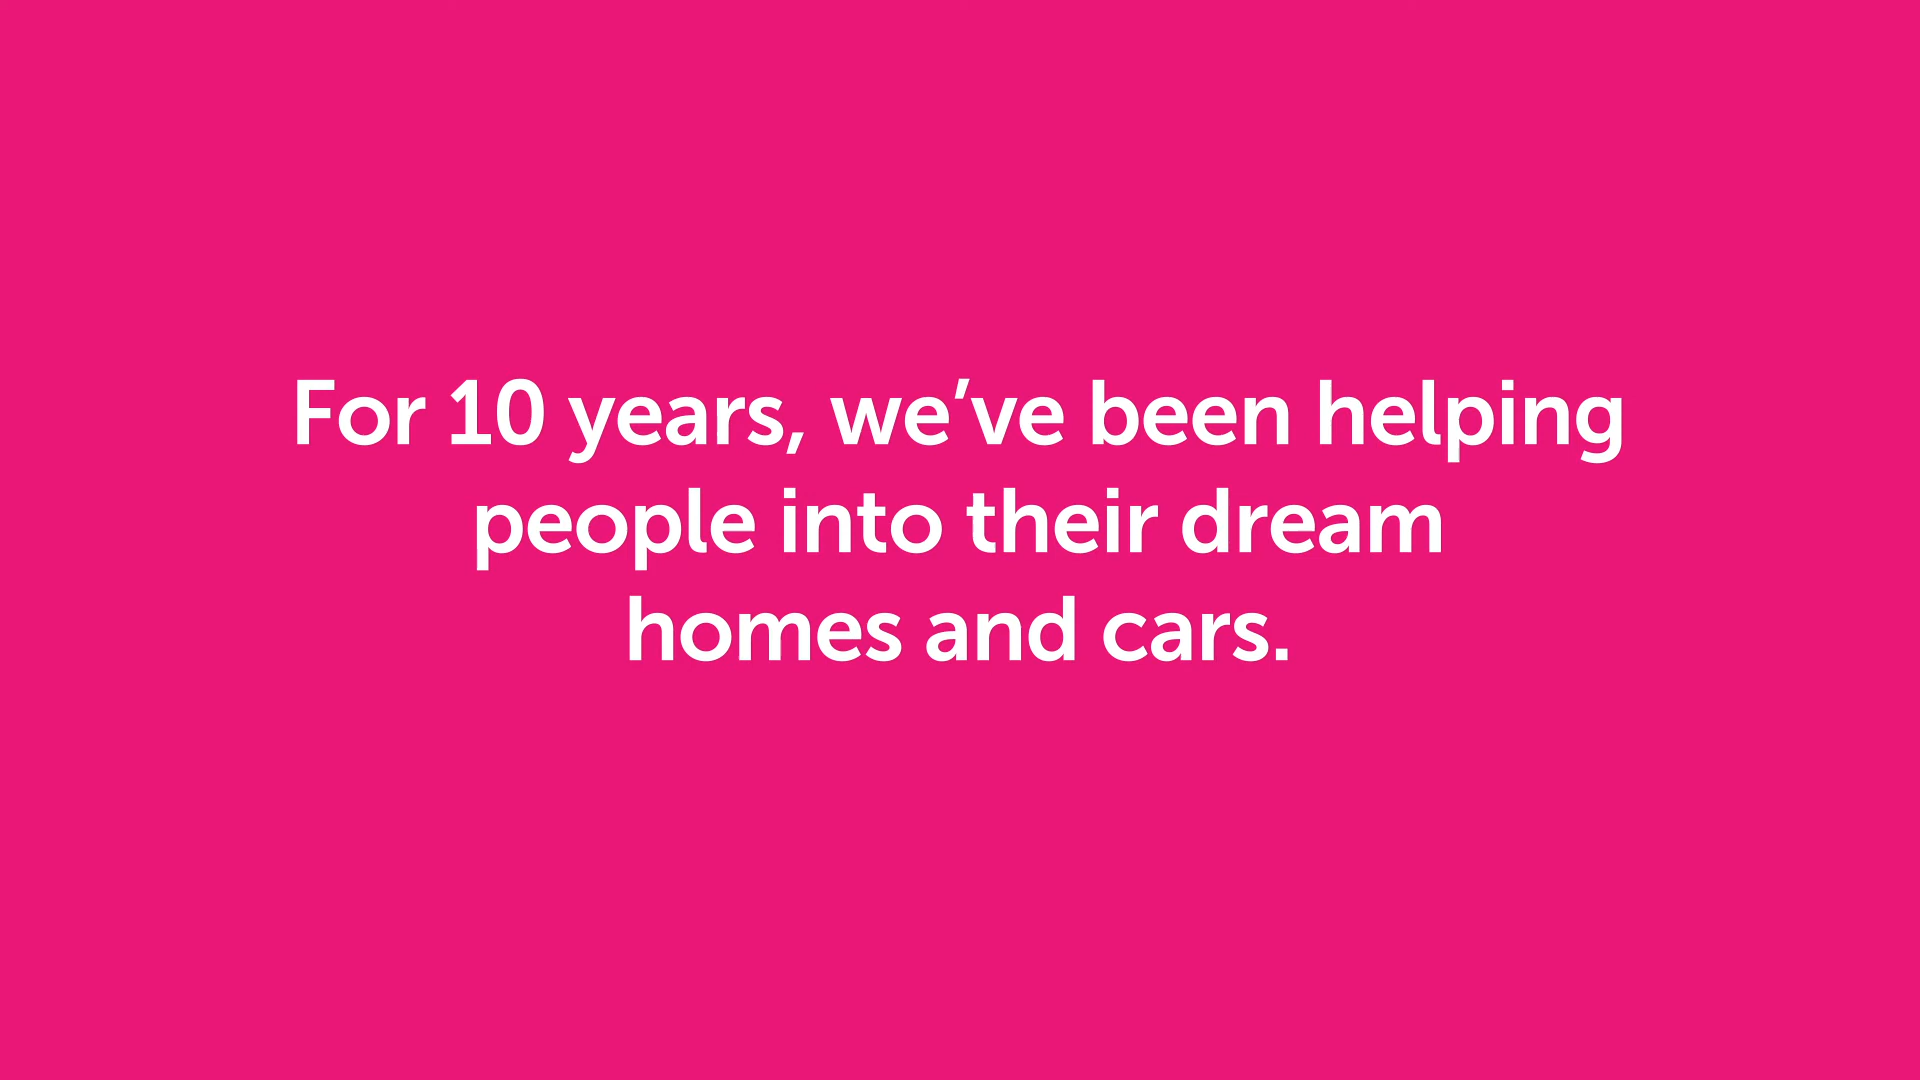 For 10 years, we’ve been helping
people into their dream
homes and cars.